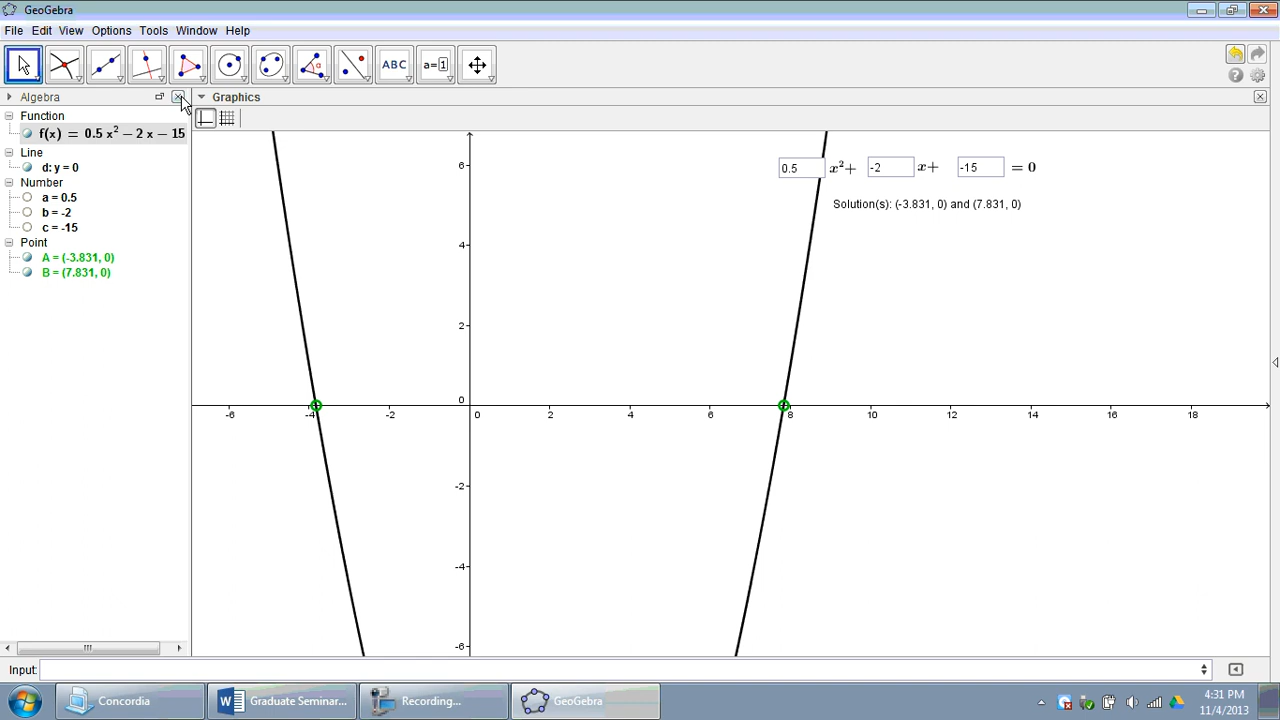 GeoGebra
File Edit View Options Tools Window Help
ABC a=1
Algebra
Graphics
Function
f(x) = 0.5 x² − 2 x − 15
Line
d: y = 0
Number
a = 0.5
b = -2
c = -15
Point
A = (-3.831, 0)
B = (7.831, 0)
0.5 x²+ -2 x+ -15 = 0
Solution(s): (-3.831, 0) and (7.831, 0)
6
4
2
0
-6 -4 -2 0 2 4 6 8 10 12 14 16 18
-2
-4
-6
Input:
Concordia
Graduate Seminar...
Recording...
GeoGebra
4:31 PM
11/4/2013